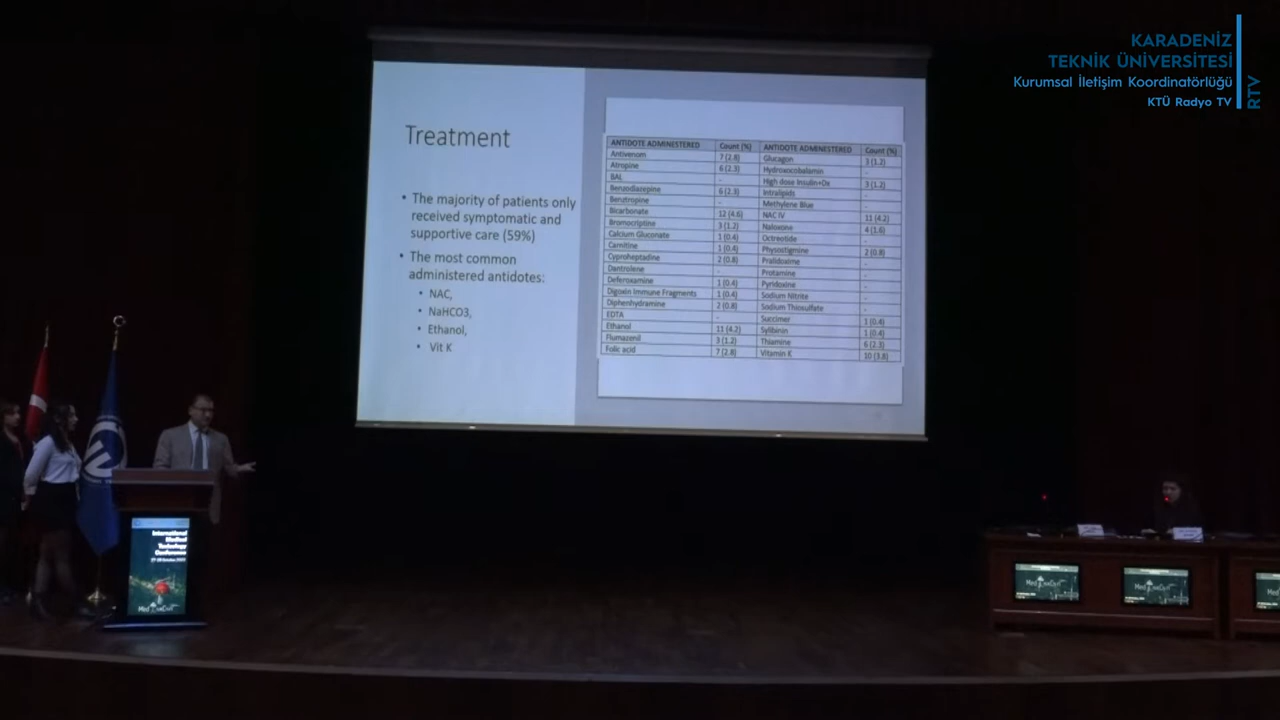 KARADENİZ
TEKNİK ÜNİVERSİTESİ
Kurumsal İletişim Koordinatörlüğü
KTÜ Radyo TV
RTV
Treatment
• The majority of patients only
received symptomatic and
supportive care (59%)
• The most common
administered antidotes:
• NAC,
• NaHCO3,
• Ethanol,
• Vit K
ANTIDOTE ADMINESTERED Count (%) ANTIDOTE ADMINESTERED Count (%)
Antivenom 7 (2.8) Glucagon 3 (1.2)
Atropine 6 (2.3) Hydroxocobalamin -
BAL - High dose Insulin+De 3 (1.2)
Benzodiazepine 6 (2.3) Intralipids -
Benztropine - Methylene Blue -
Bicarbonate 12 (4.6) NAC IV 11 (4.2)
Bromocriptine 3 (1.2) Naloxone 4 (1.6)
Calcium Gluconate 1 (0.4) Octreotide -
Carnitine 1 (0.4) Physostigmine 2 (0.8)
Cyproheptadine 2 (0.8) Pralidoxime -
Dantrolene - Protamine -
Deferoxamine 1 (0.4) Pyridoxine -
Digoxin Immune Fragments 1 (0.4) Sodium Nitrite -
Diphenhydramine 2 (0.8) Sodium Thiosulfate -
EDTA - Succimer 1 (0.4)
Ethanol 11 (4.2) Sylibinin 1 (0.4)
Flumazenil 3 (1.2) Thiamine 6 (2.3)
Folic acid 7 (2.8) Vitamin K 10 (3.8)
International
Medical
Conference